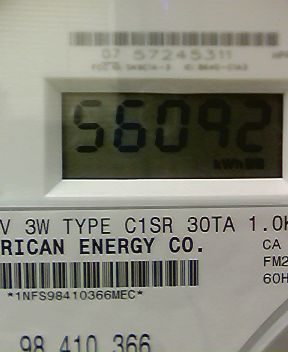 07 57245311
56092
kWh
V 3W TYPE C1SR 30TA 1.0K
RICAN ENERGY CO.
CA
FM2
60H
*1NFS98410366MEC*
98 410 366